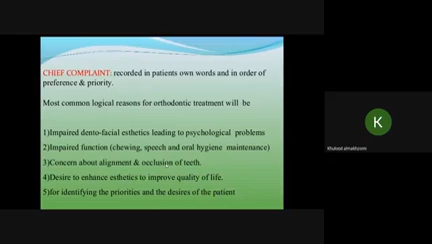 CHIEF COMPLAINT: recorded in patients own words and in order of
preference & priority.
Most common logical reasons for orthodontic treatment will be
1)Impaired dento-facial esthetics leading to psychological problems
2)Impaired function (chewing, speech and oral hygiene maintenance)
3)Concern about alignment & occlusion of teeth.
4)Desire to enhance esthetics to improve quality of life.
5)for identifying the priorities and the desires of the patient
K